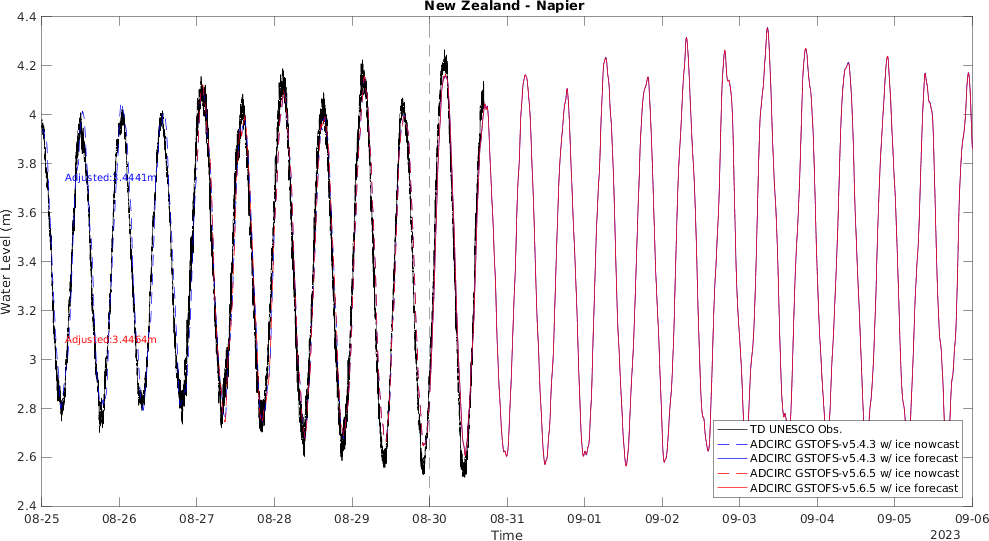 New Zealand - Napier
4.4
4.2
4
3.8
3.6
3.4
3.2
3
2.8
2.6
2.4
Water Level (m)
Adjusted:3.4441m
Adjusted:3.4464m
TD UNESCO Obs.
ADCIRC GSTOFS-v5.4.3 w/ ice nowcast
ADCIRC GSTOFS-v5.4.3 w/ ice forecast
ADCIRC GSTOFS-v5.6.5 w/ ice nowcast
ADCIRC GSTOFS-v5.6.5 w/ ice forecast
08-25 08-26 08-27 08-28 08-29 08-30 08-31 09-01 09-02 09-03 09-04 09-05 09-06
Time
2023